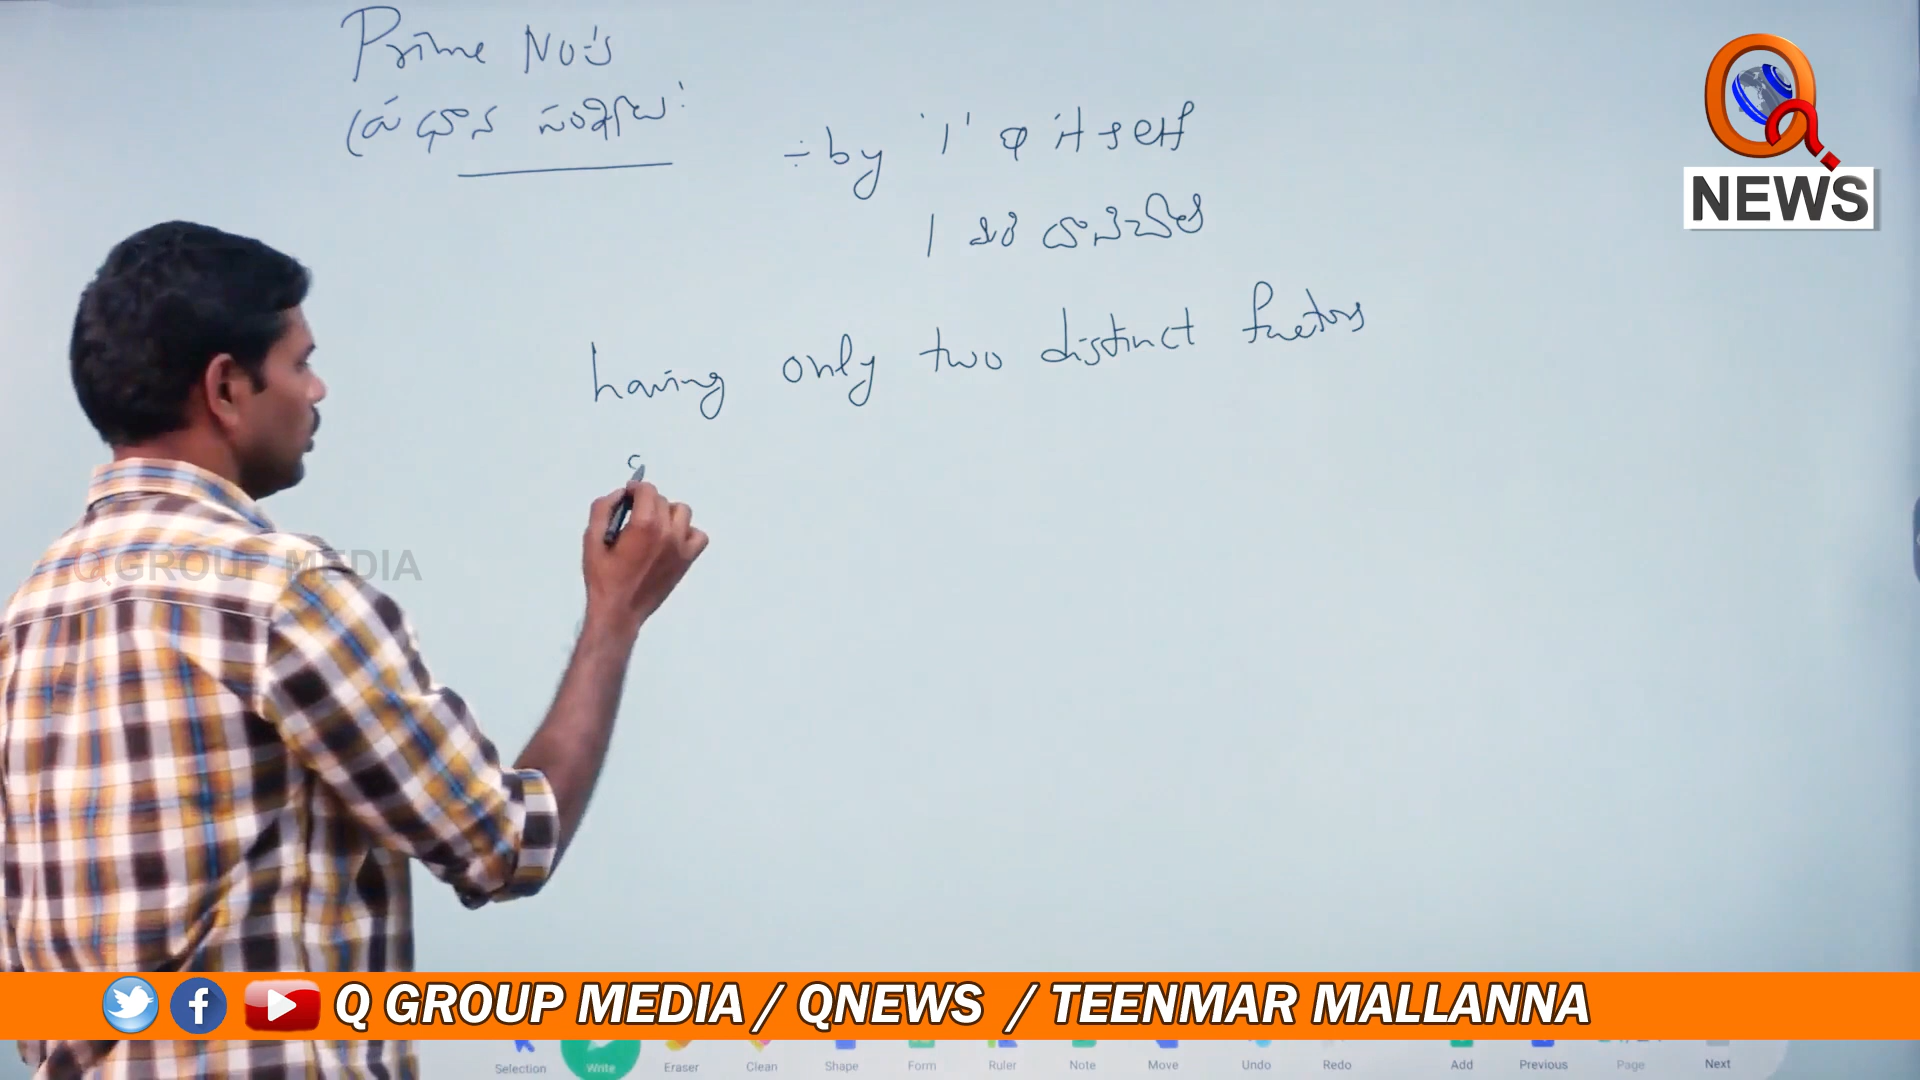 Prime No's
(ప్రధాన సంఖ్యలు)
÷ by '1' & itself
1 మరి దానిచేత
having only two distinct factors
Q
NEWS
Q GROUP MEDIA
Q GROUP MEDIA / QNEWS / TEENMAR MALLANNA
Selection Write Eraser Clean Shape Form Ruler Note Move Undo Redo Add Previous Page Next